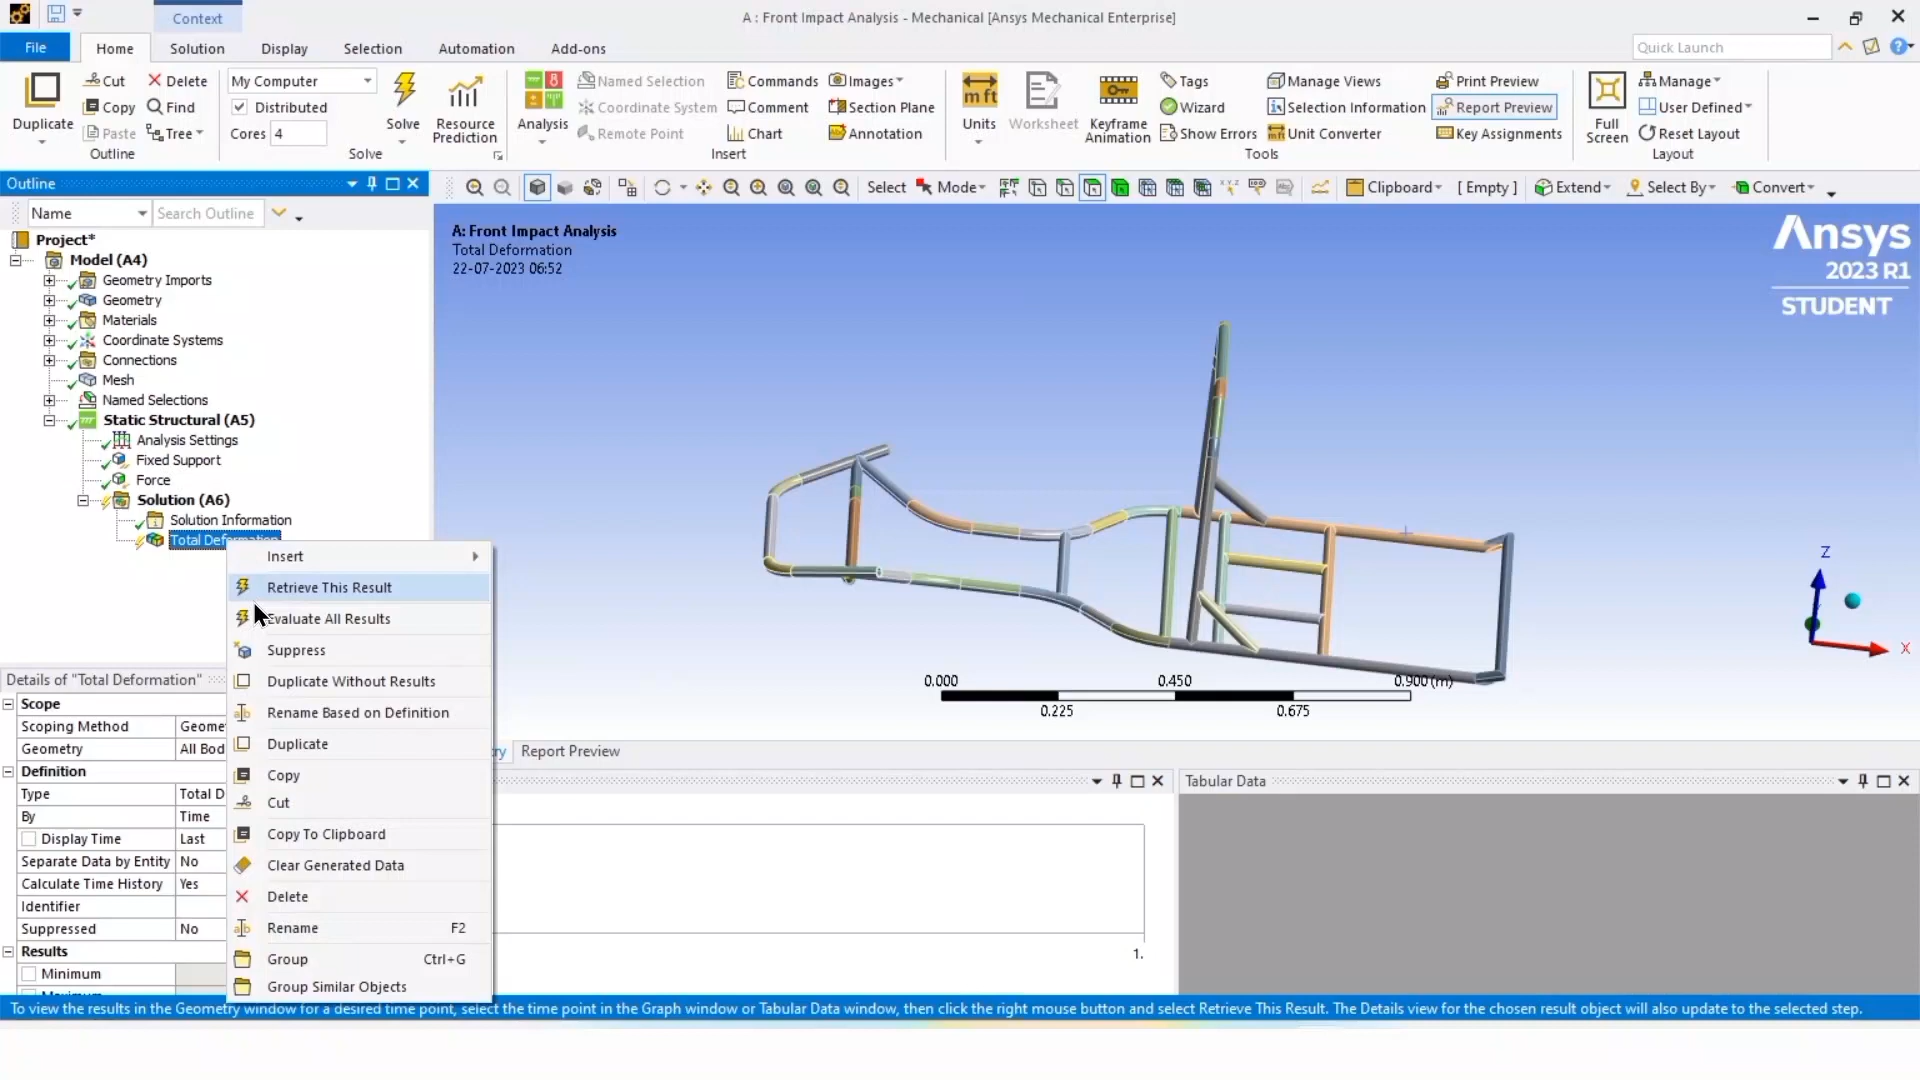 Context
A : Front Impact Analysis - Mechanical [Ansys Mechanical Enterprise]
File Home Solution Display Selection Automation Add-ons Quick Launch
Duplicate
Cut Delete
Copy Find
Paste Tree
Outline
My Computer
Distributed
Cores 4
Solve
Resource Prediction
Solve
Analysis
Named Selection
Coordinate System
Remote Point
Commands
Comment
Chart
Images
Section Plane
Annotation
Insert
Units
Worksheet
Keyframe Animation
Tags
Wizard
Show Errors
Manage Views
Selection Information
Unit Converter
Print Preview
Report Preview
Key Assignments
Tools
Full Screen
Manage
User Defined
Reset Layout
Layout
Outline
Name Search Outline
Select Mode Clipboard [ Empty ] Extend Select By Convert
Project*
Model (A4)
Geometry Imports
Geometry
Materials
Coordinate Systems
Connections
Mesh
Named Selections
Static Structural (A5)
Analysis Settings
Fixed Support
Force
Solution (A6)
Solution Information
Total Deformation
A: Front Impact Analysis
Total Deformation
22-07-2023 06:52
Ansys
2023 R1
STUDENT
Z
X
0.000 0.450 0.900 (m)
0.225 0.675
Insert
Retrieve This Result
Evaluate All Results
Suppress
Duplicate Without Results
Rename Based on Definition
Duplicate
Copy
Cut
Copy To Clipboard
Clear Generated Data
Delete
Rename F2
Group Ctrl+G
Group Similar Objects
Details of "Total Deformation"
Scope
Scoping Method Geome
Geometry All Bod
Definition
Type Total D
By Time
Display Time Last
Separate Data by Entity No
Calculate Time History Yes
Identifier
Suppressed No
Results
Minimum
ry Report Preview
Tabular Data
1.
To view the results in the Geometry window for a desired time point, select the time point in the Graph window or Tabular Data window, then click the right mouse button and select Retrieve This Result. The Details view for the chosen result object will also update to the selected step.